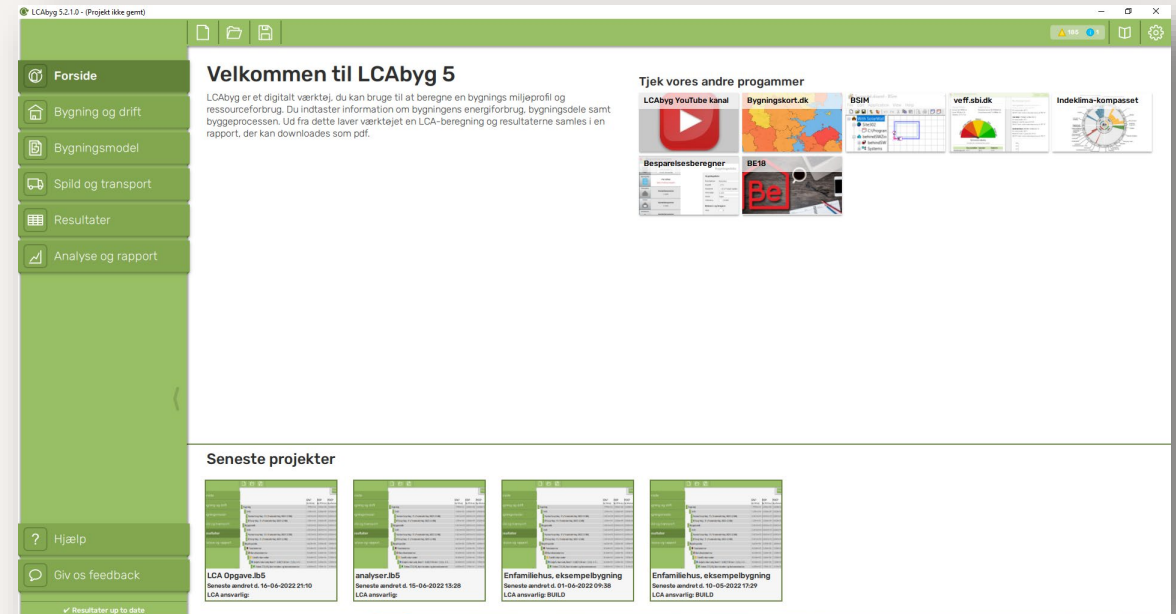 LCAbyg 5.2.1.0 - (Projekt ikke gemt)
Forside
Bygning og drift
Bygningsmodel
Spild og transport
Resultater
Analyse og rapport
Hjælp
Giv os feedback
✔ Resultater up to date
Velkommen til LCAbyg 5
LCAbyg er et digitalt værktøj, du kan bruge til at beregne en bygnings miljøprofil og
ressourceforbrug. Du indtaster information om bygningens energiforbrug, bygningsdele samt
byggeprocessen. Ud fra dette laver værktøjet en LCA-beregning og resultaterne samles i en
rapport, der kan downloades som pdf.
Tjek vores andre progammer
LCAbyg YouTube kanal
Bygningskort.dk
BSIM
veff.sbi.dk
Indeklima-kompasset
Besparelsesberegner
BE18
Be
Seneste projekter
LCA Opgave.lb5
Seneste ændret d. 16-06-2022 21:10
LCA ansvarlig:
analyser.lb5
Seneste ændret d. 15-06-2022 13:28
LCA ansvarlig:
Enfamiliehus, eksempelbygning
Seneste ændret d. 01-06-2022 09:38
LCA ansvarlig: BUILD
Enfamiliehus, eksempelbygning
Seneste ændret d. 10-05-2022 17:29
LCA ansvarlig: BUILD